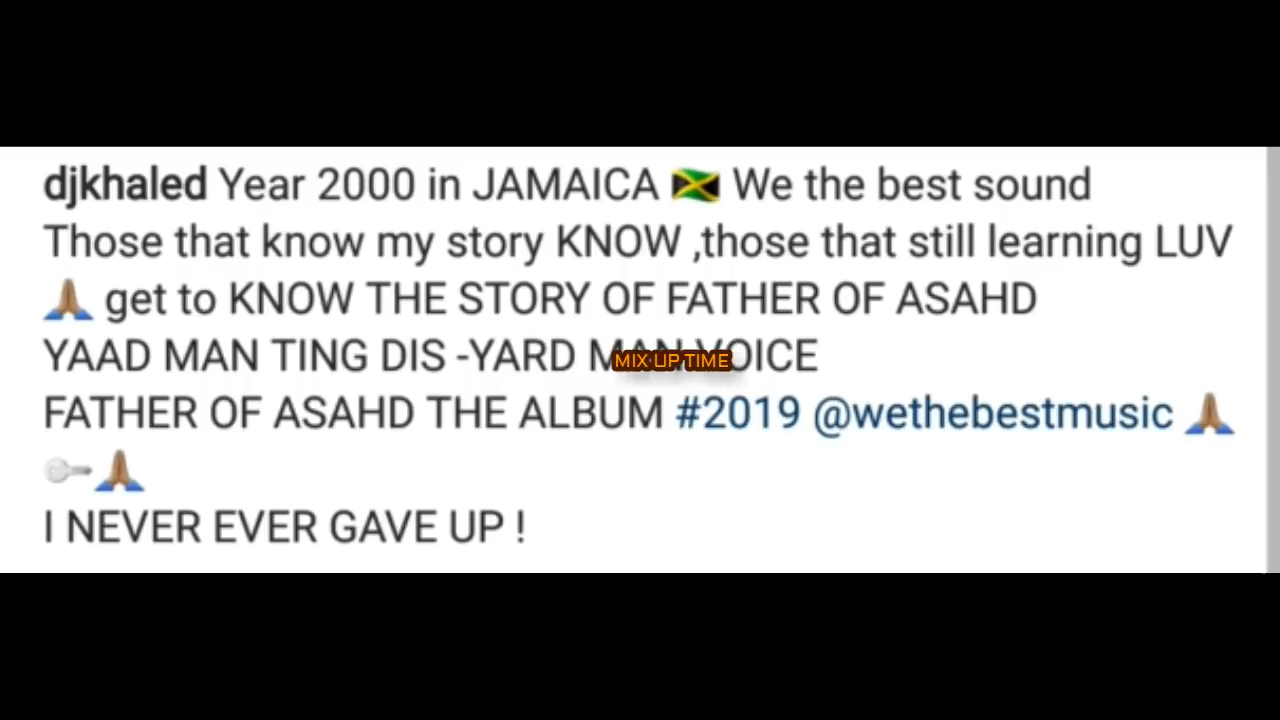 djkhaled Year 2000 in JAMAICA 🇯🇲 We the best sound
Those that know my story KNOW ,those that still learning LUV
🙏🏽 get to KNOW THE STORY OF FATHER OF ASAHD
YAAD MAN TING DIS -YARD MAN VOICE
MIX UP TIME
FATHER OF ASAHD THE ALBUM #2019 @wethebestmusic 🙏🏽
🔑🙏🏽
I NEVER EVER GAVE UP !